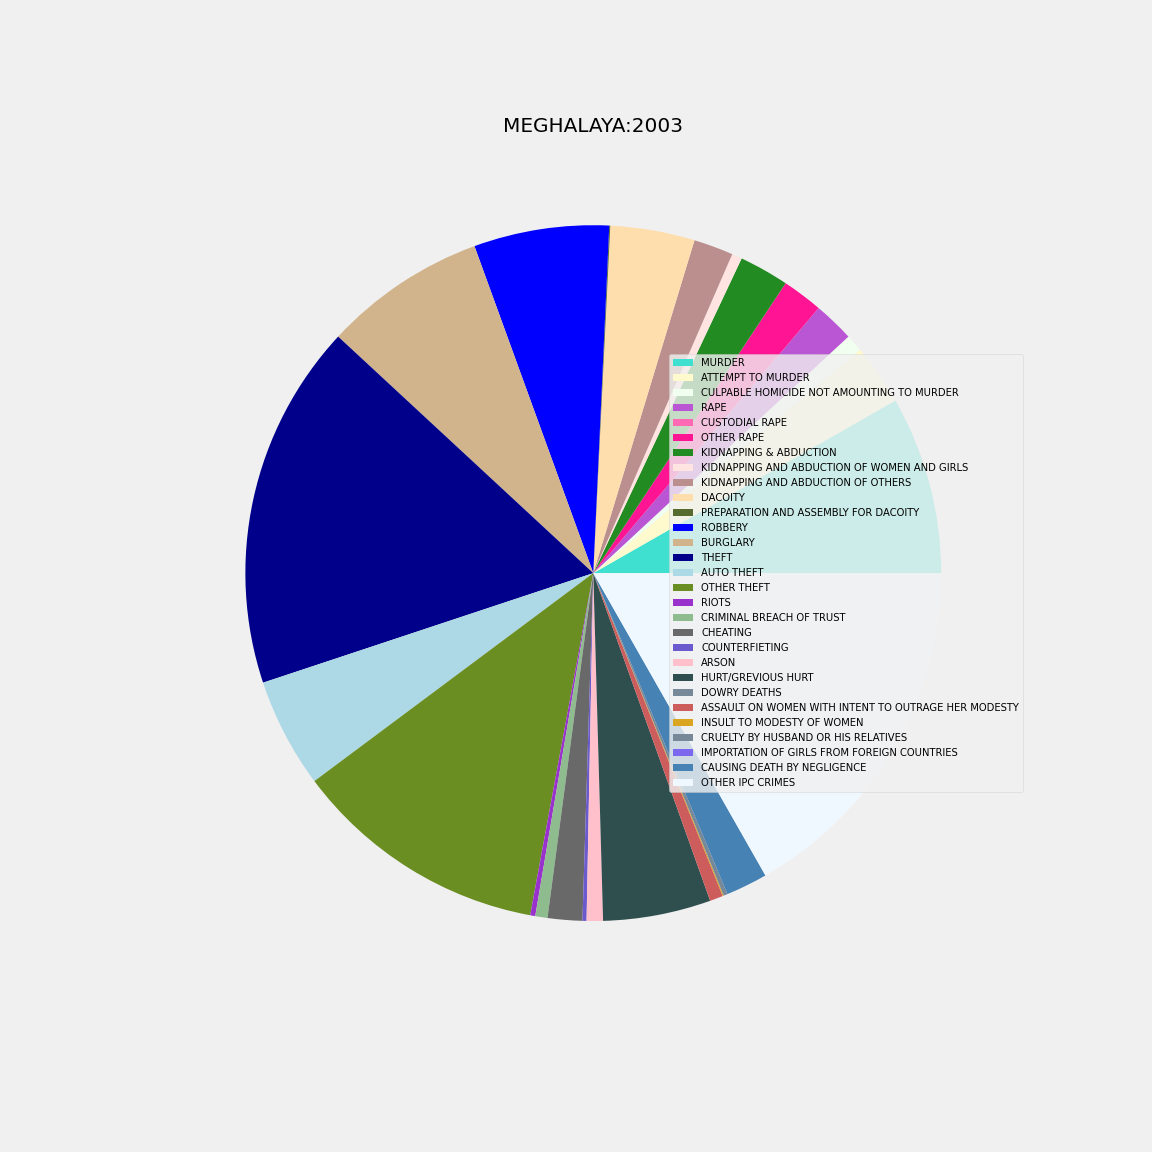 MEGHALAYA:2003
MURDER
ATTEMPT TO MURDER
CULPABLE HOMICIDE NOT AMOUNTING TO MURDER
RAPE
CUSTODIAL RAPE
OTHER RAPE
KIDNAPPING & ABDUCTION
KIDNAPPING AND ABDUCTION OF WOMEN AND GIRLS
KIDNAPPING AND ABDUCTION OF OTHERS
DACOITY
PREPARATION AND ASSEMBLY FOR DACOITY
ROBBERY
BURGLARY
THEFT
AUTO THEFT
OTHER THEFT
RIOTS
CRIMINAL BREACH OF TRUST
CHEATING
COUNTERFIETING
ARSON
HURT/GREVIOUS HURT
DOWRY DEATHS
ASSAULT ON WOMEN WITH INTENT TO OUTRAGE HER MODESTY
INSULT TO MODESTY OF WOMEN
CRUELTY BY HUSBAND OR HIS RELATIVES
IMPORTATION OF GIRLS FROM FOREIGN COUNTRIES
CAUSING DEATH BY NEGLIGENCE
OTHER IPC CRIMES